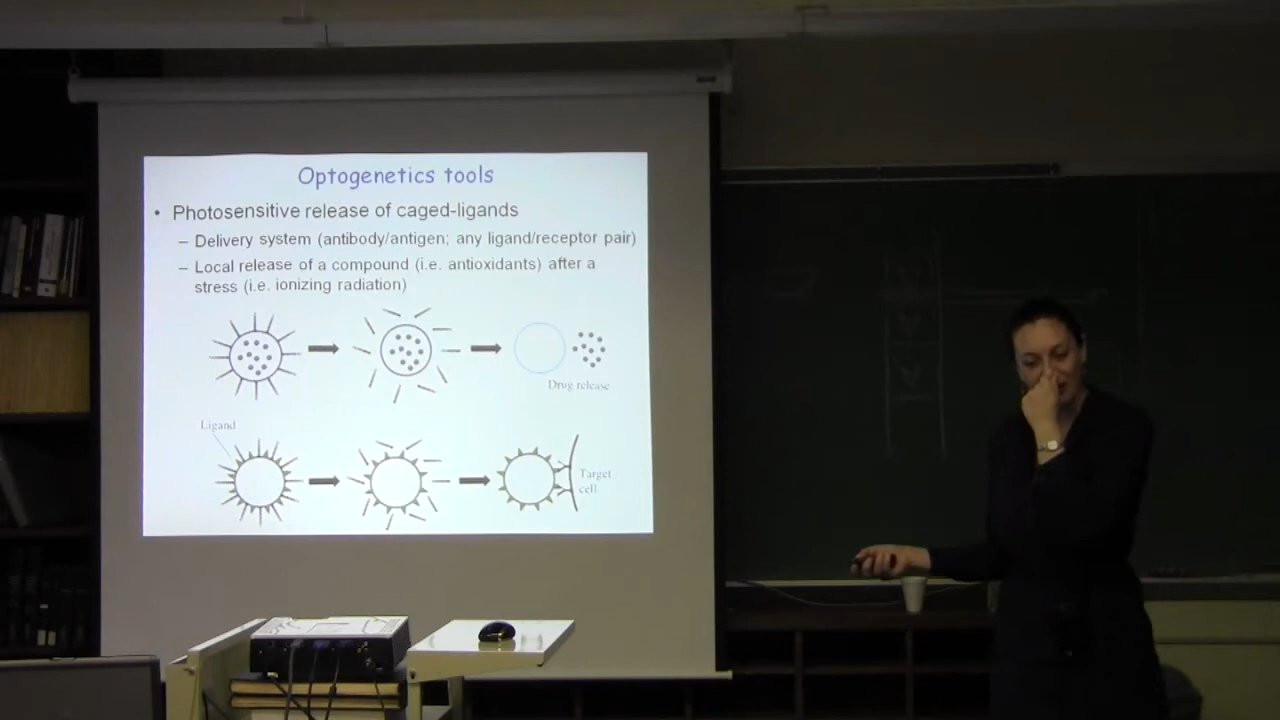 Optogenetics tools
• Photosensitive release of caged-ligands
– Delivery system (antibody/antigen; any ligand/receptor pair)
– Local release of a compound (i.e. antioxidants) after a
stress (i.e. ionizing radiation)
Drug release
Ligand
Target
cell